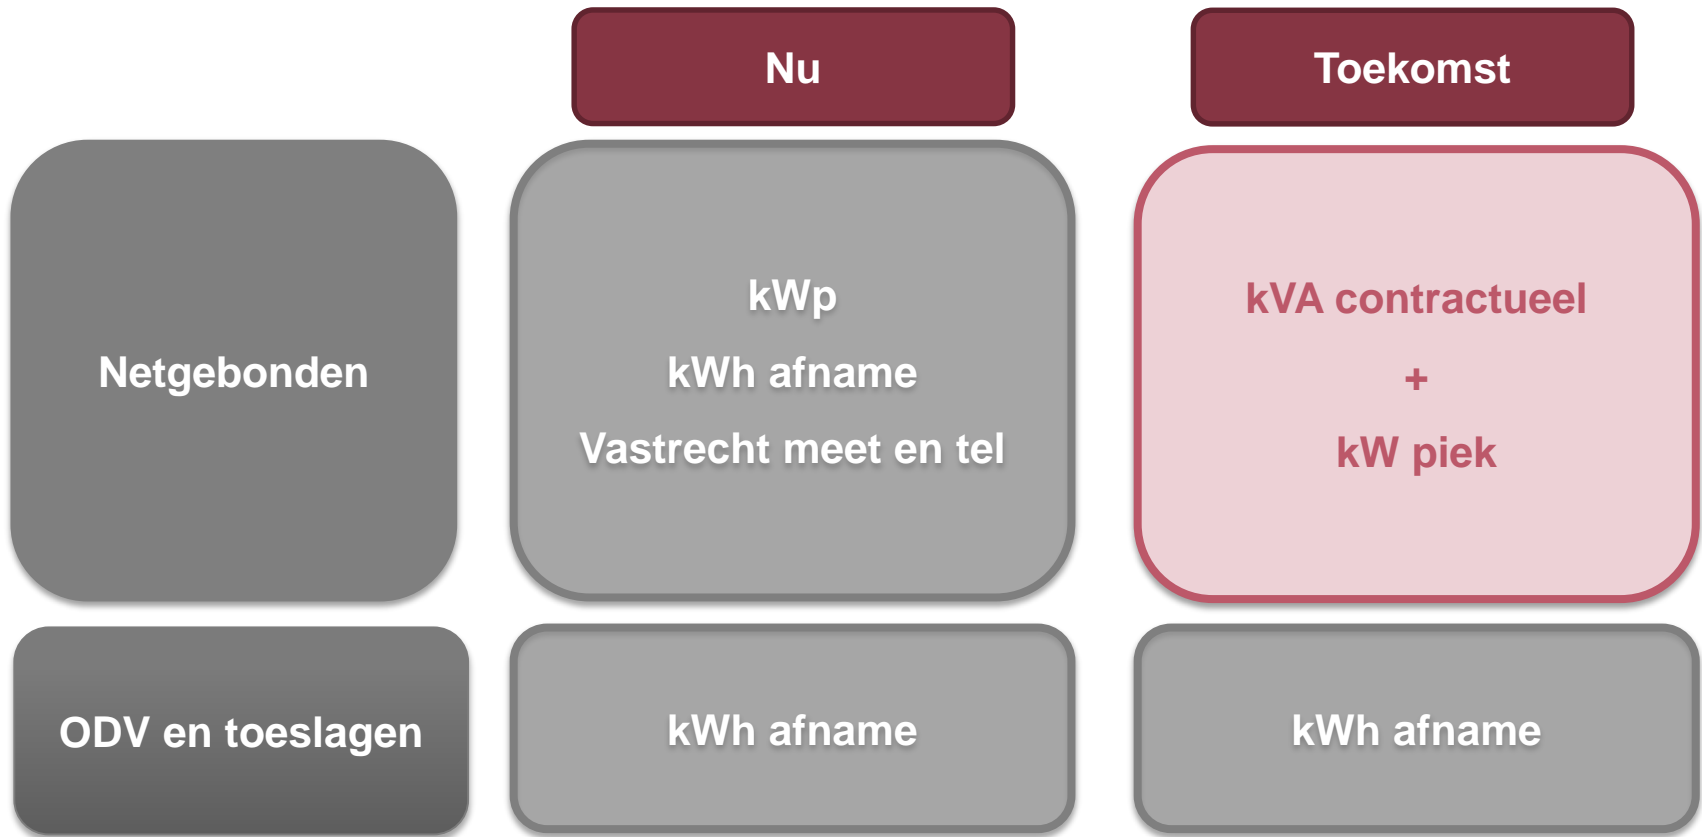 Nu
Toekomst
Netgebonden
kWp
kWh afname
Vastrecht meet en tel
kVA contractueel
+
kW piek
ODV en toeslagen
kWh afname
kWh afname